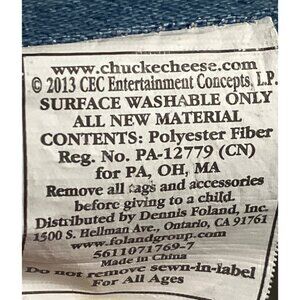 www.chuckecheese.com
© 2013 CEC Entertainment Concepts, L.P.
SURFACE WASHABLE ONLY
ALL NEW MATERIAL
CONTENTS: Polyester Fiber
Reg. No. PA-12779 (CN)
for PA, OH, MA
Remove all tags and accessories
before giving to a child.
Distributed by Dennis Foland, Inc.
1500 S. Hellman Ave., Ontario, CA 91761
www.folandgroup.com
5611071769-7
Made in China
Do not remove sewn-in-label
For All Ages